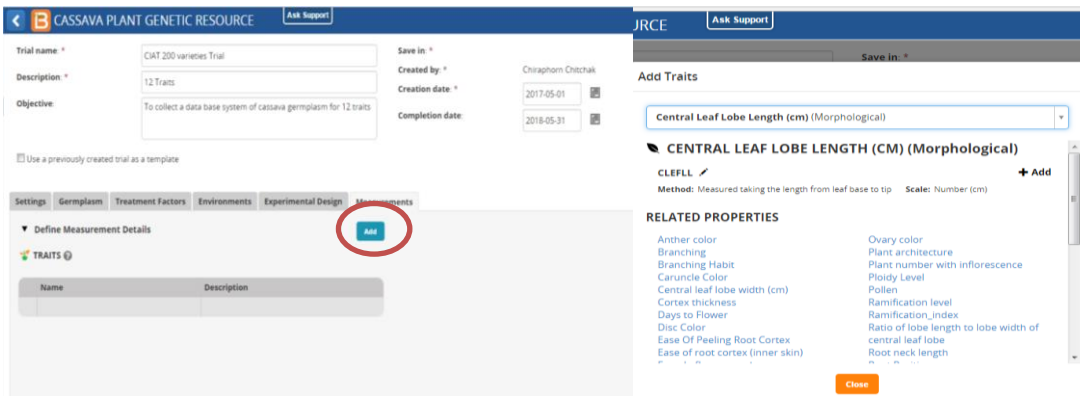 CASSAVA PLANT GENETIC RESOURCE
Ask Support
Trial name: *
CIAT 200 varieties Trial
Description: *
12 Traits
Objective:
To collect a data base system of cassava germplasm for 12 traits
Save in: *
Created by: *
Chiraphorn Chitchak
Creation date: *
2017-05-01
Completion date:
2018-05-31
Use a previously created trial as a template
Settings Germplasm Treatment Factors Environments Experimental Design Measurements
Define Measurement Details
Add
TRAITS
Name Description
URCE
Ask Support
Save in: *
Add Traits
Central Leaf Lobe Length (cm) (Morphological)
CENTRAL LEAF LOBE LENGTH (CM) (Morphological)
CLEFLL
+ Add
Method: Measured taking the length from leaf base to tip Scale: Number (cm)
RELATED PROPERTIES
Anther color
Branching
Branching Habit
Caruncle Color
Central leaf lobe width (cm)
Cortex thickness
Days to Flower
Disc Color
Ease Of Peeling Root Cortex
Ease of root cortex (inner skin)
Ovary color
Plant architecture
Plant number with inflorescence
Ploidy Level
Pollen
Ramification level
Ramification_index
Ratio of lobe length to lobe width of
central leaf lobe
Root neck length
Close